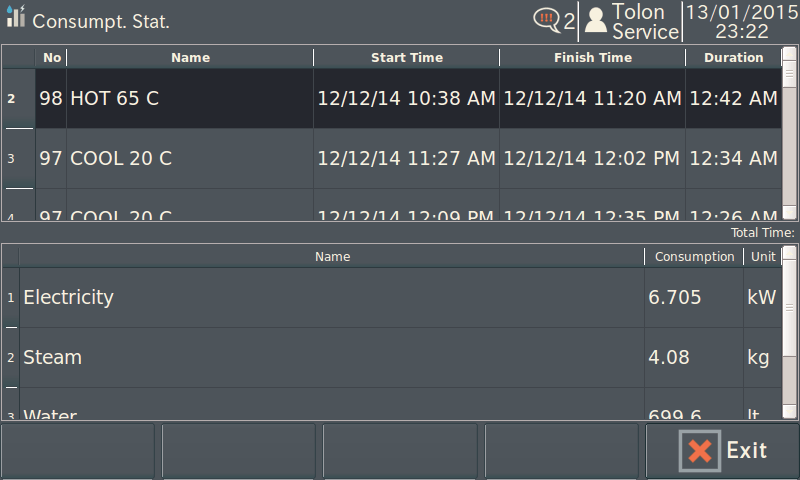 Consumpt. Stat.
!!! 2
Tolon
Service
13/01/2015
23:22
No Name Start Time Finish Time Duration
2 98 HOT 65 C 12/12/14 10:38 AM 12/12/14 11:20 AM 12:42 AM
3 97 COOL 20 C 12/12/14 11:27 AM 12/12/14 12:02 PM 12:34 AM
4 97 COOL 20 C 12/12/14 12:09 PM 12/12/14 12:35 PM 12:26 AM
Total Time:
Name Consumption Unit
1 Electricity 6.705 kW
2 Steam 4.08 kg
3 Water 699.6 lt
Exit